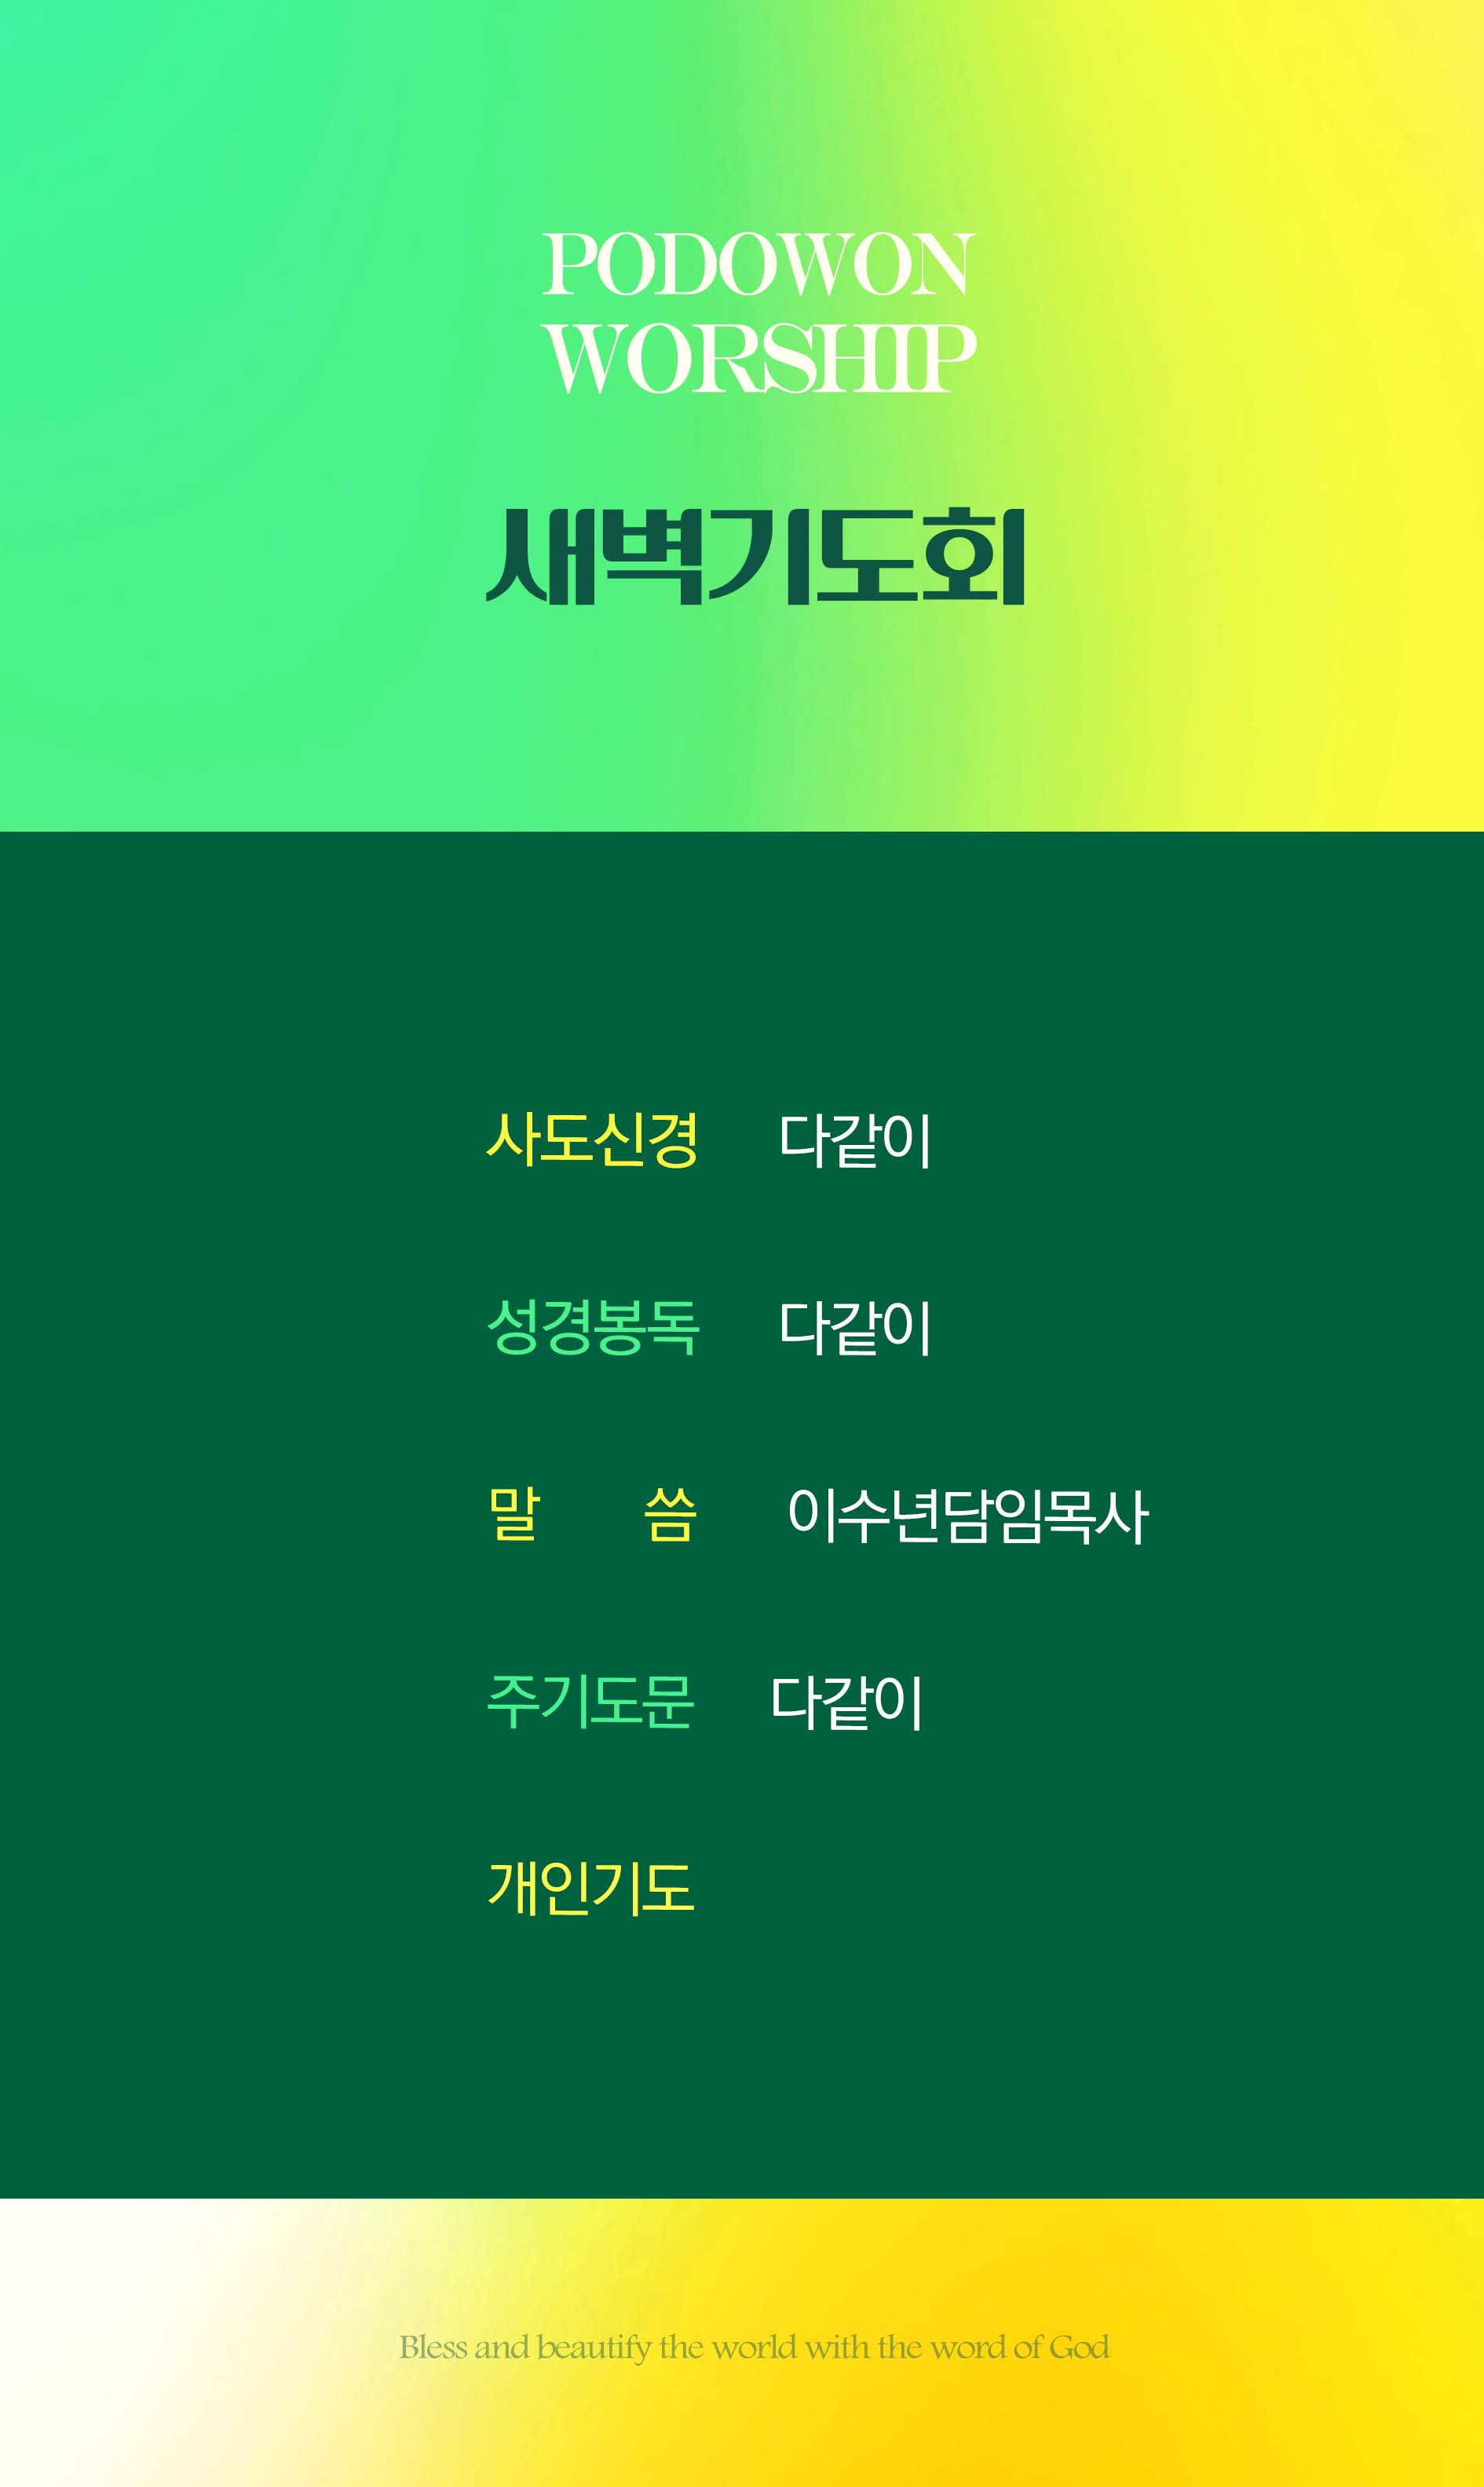 PODOWON
WORSHIP
새벽기도회
사도신경 다같이
성경봉독 다같이
말 씀 이수년담임목사
주기도문 다같이
개인기도
Bless and beautify the world with the word of God